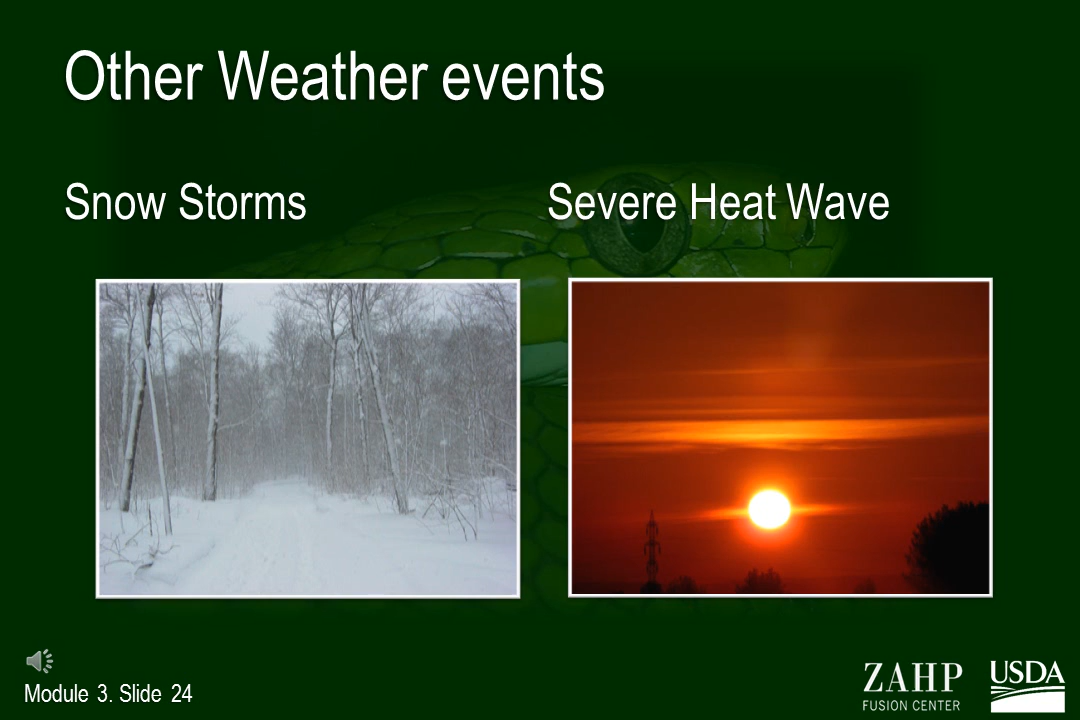 Other Weather events
Snow Storms
Severe Heat Wave
Module 3. Slide 24
ZAHP
FUSION CENTER
USDA